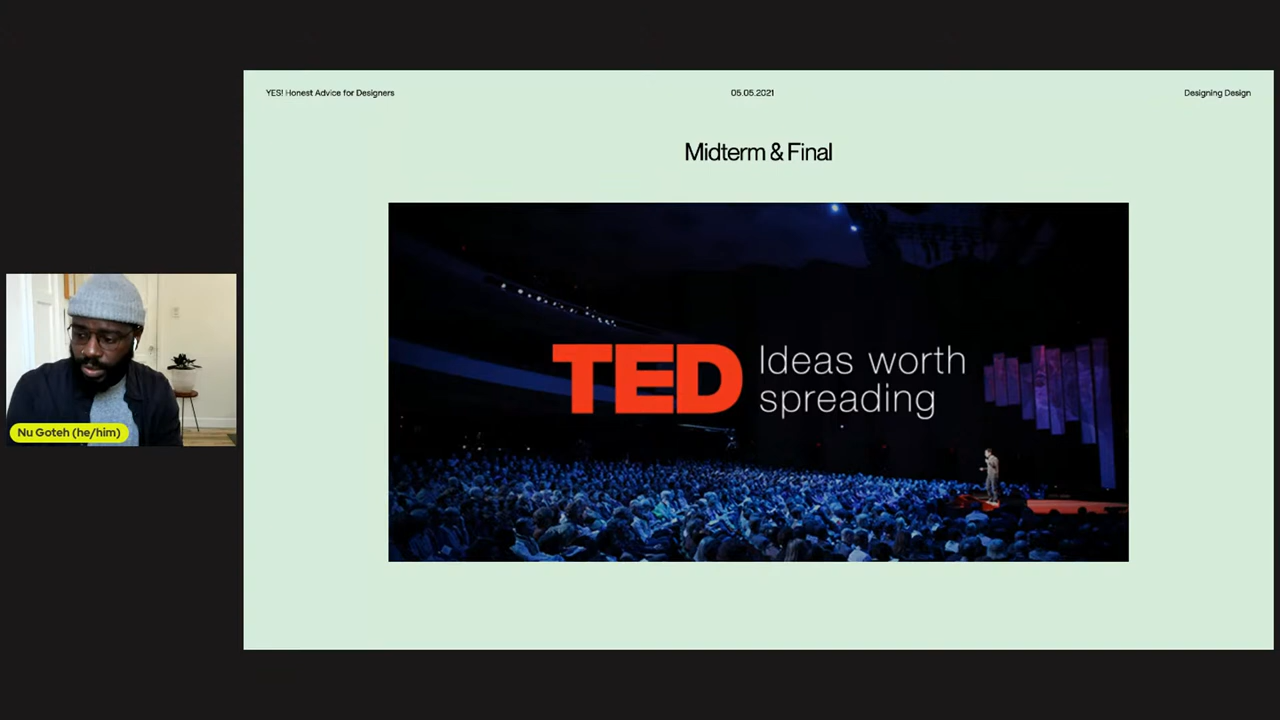 YES! Honest Advice for Designers
05.05.2021
Designing Design
Midterm & Final
TED
Ideas worth
spreading
Nu Goteh (he/him)